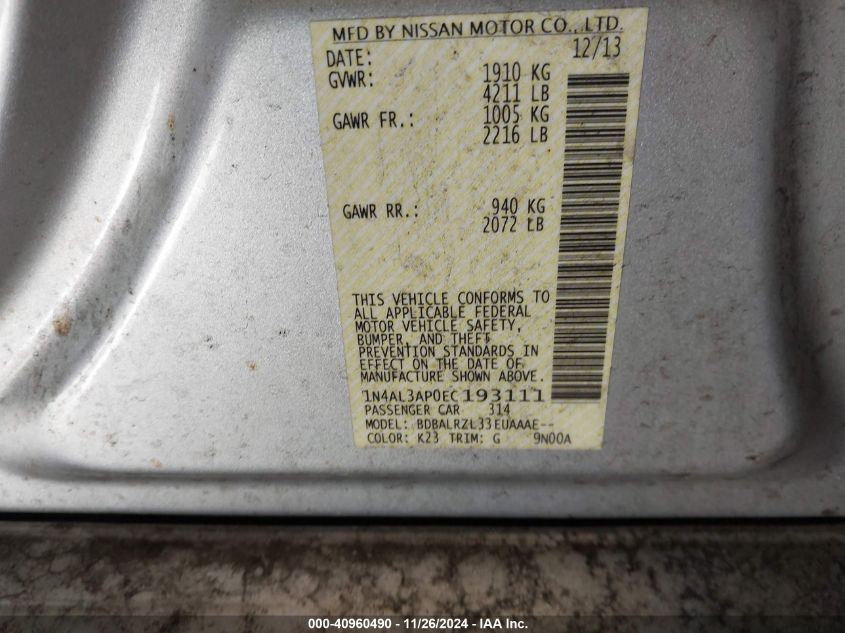 MFD BY NISSAN MOTOR CO., LTD.
DATE: 12/13
GVWR: 1910 KG
4211 LB
GAWR FR.: 1005 KG
2216 LB
GAWR RR.: 940 KG
2072 LB
THIS VEHICLE CONFORMS TO
ALL APPLICABLE FEDERAL
MOTOR VEHICLE SAFETY,
BUMPER, AND THEFT
PREVENTION STANDARDS IN
EFFECT ON THE DATE OF
MANUFACTURE SHOWN ABOVE.
1N4AL3AP0EC193111
PASSENGER CAR 314
MODEL: BDBALRZL33EUAAAE--
COLOR: K23 TRIM: G 9N00A
000-40960490 - 11/26/2024 - IAA Inc.